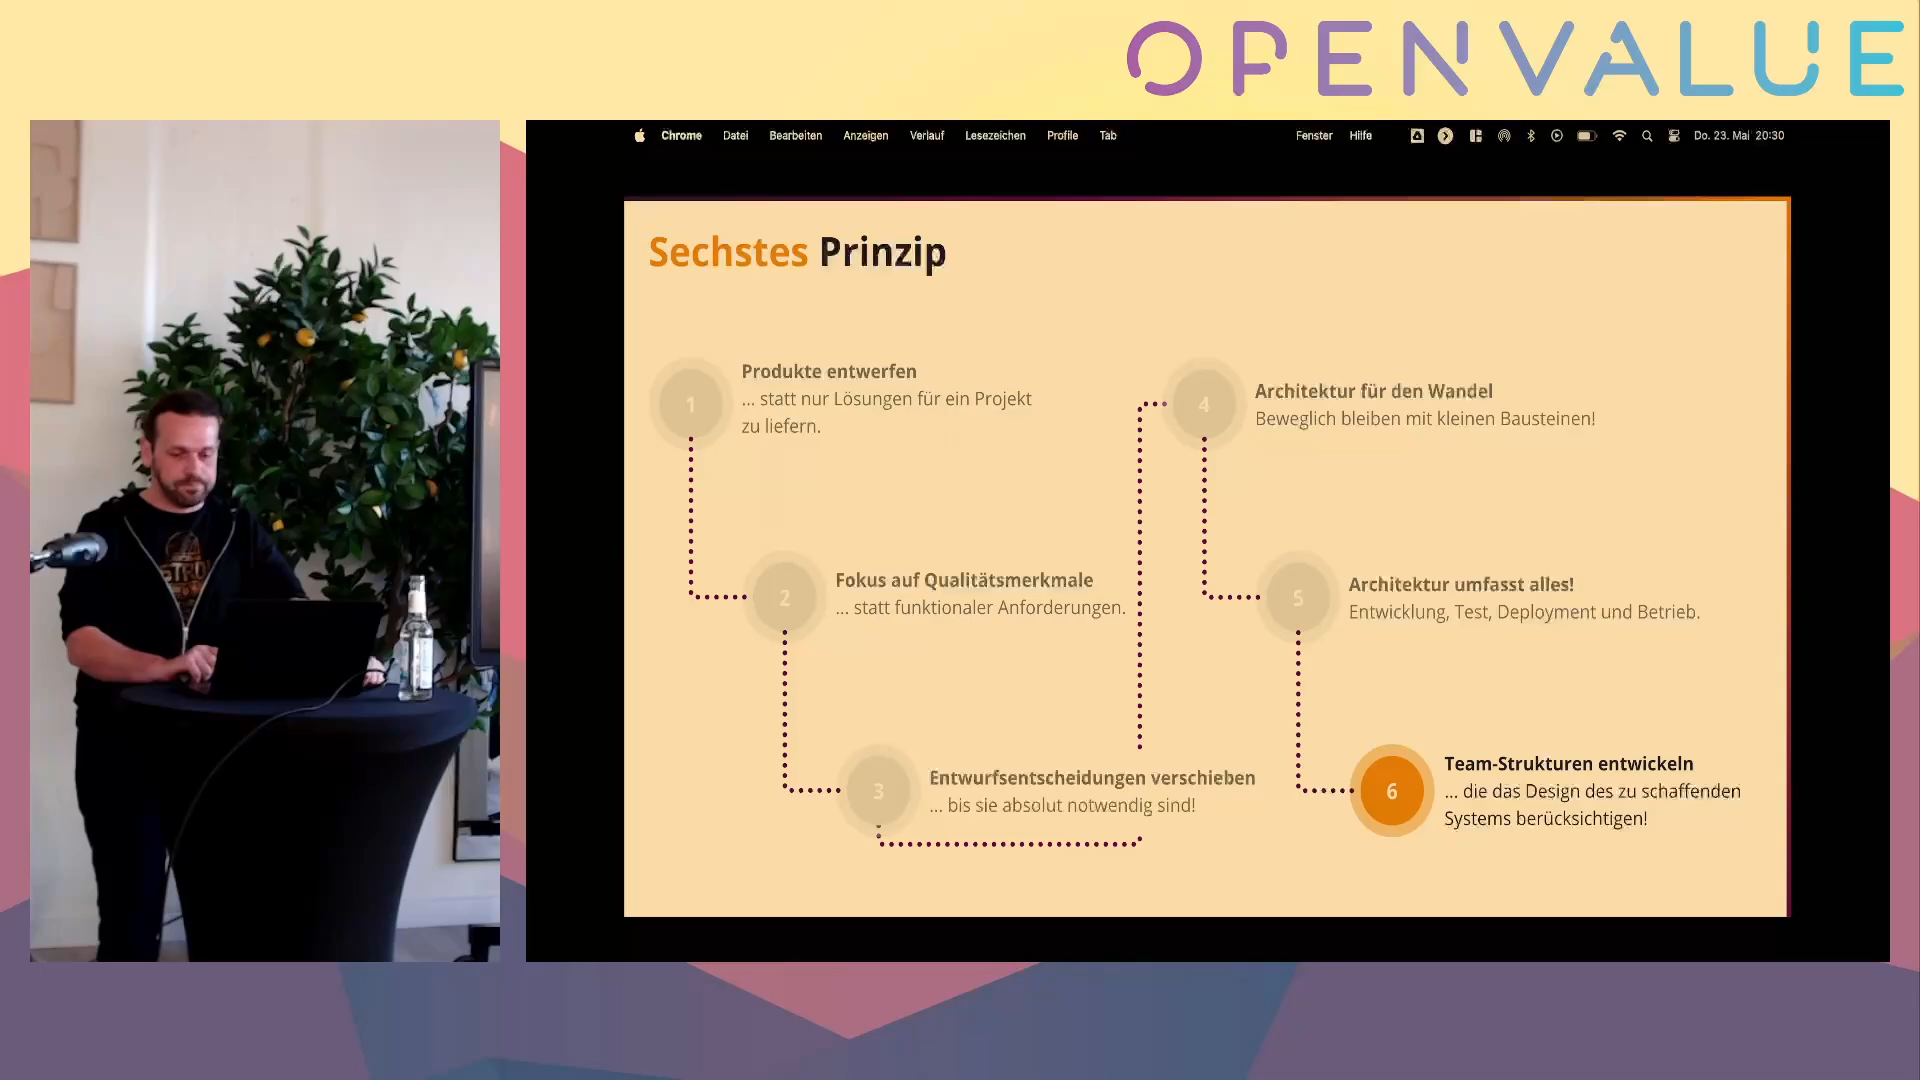 OPENVALUE
Chrome Datei Bearbeiten Anzeigen Verlauf Lesezeichen Profile Tab Fenster Hilfe Do. 23. Mai 20:30
Sechstes Prinzip
1
Produkte entwerfen
... statt nur Lösungen für ein Projekt
zu liefern.
2
Fokus auf Qualitätsmerkmale
... statt funktionaler Anforderungen.
3
Entwurfsentscheidungen verschieben
... bis sie absolut notwendig sind!
4
Architektur für den Wandel
Beweglich bleiben mit kleinen Bausteinen!
5
Architektur umfasst alles!
Entwicklung, Test, Deployment und Betrieb.
6
Team-Strukturen entwickeln
... die das Design des zu schaffenden
Systems berücksichtigen!